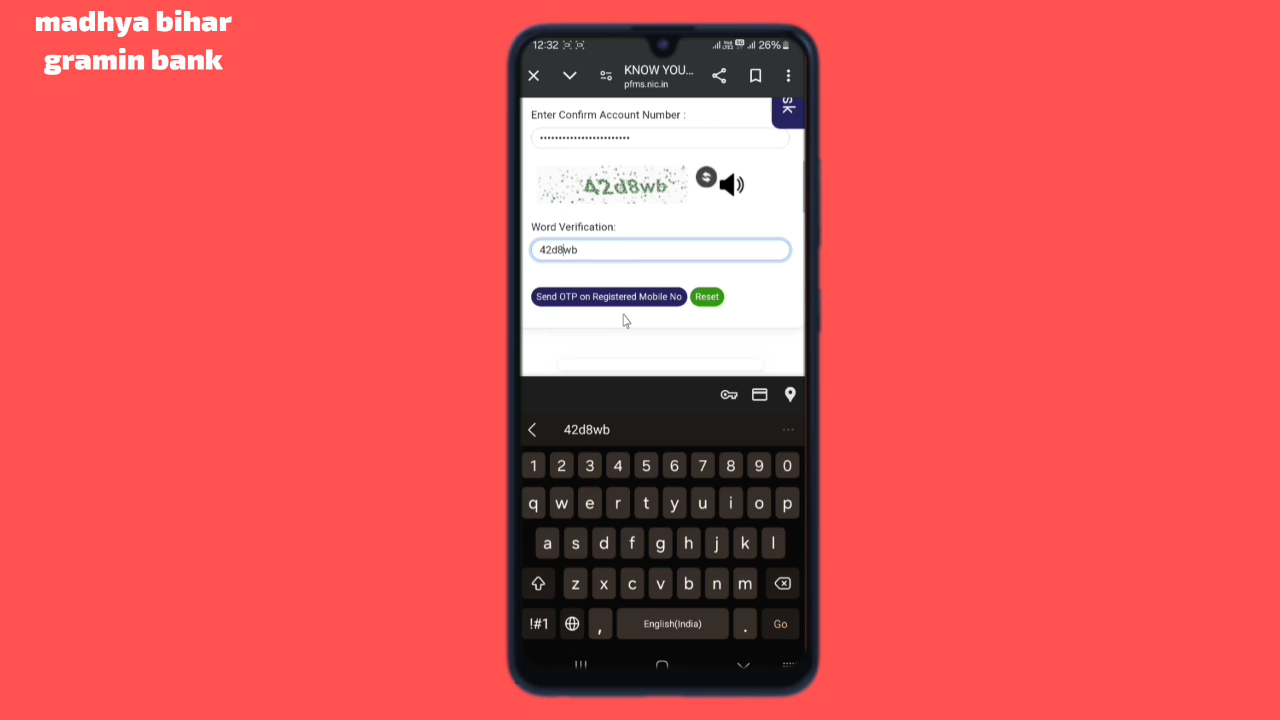 madhya bihar
gramin bank
12:32
26%
KNOW YOU...
pfms.nic.in
sk
Enter Confirm Account Number :
42d8wb
Word Verification:
42d8wb
Send OTP on Registered Mobile No Reset
42d8wb
1 2 3 4 5 6 7 8 9 0
q w e r t y u i o p
a s d f g h j k l
z x c v b n m
!#1 , English(India) . Go